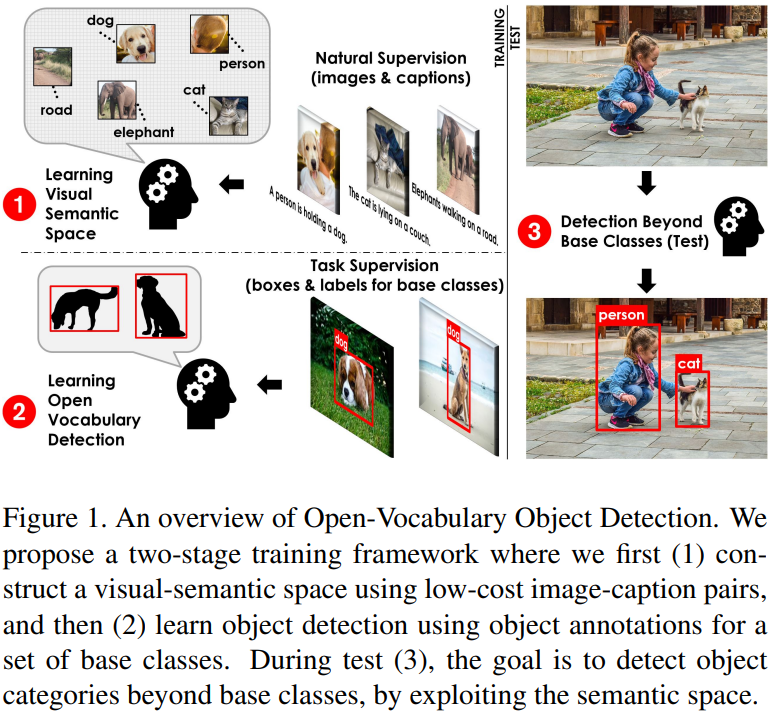 dog
person
road
cat
elephant
1
Learning
Visual
Semantic
Space
Natural Supervision
(images & captions)
A person is holding a dog.
The cat is lying on a couch.
Elephants walking on a road.
Task Supervision
(boxes & labels for base classes)
dog
dog
2
Learning
Open
Vocabulary
Detection
TRAINING
TEST
3
Detection Beyond
Base Classes (Test)
person
cat
Figure 1. An overview of Open-Vocabulary Object Detection. We
propose a two-stage training framework where we first (1) con-
struct a visual-semantic space using low-cost image-caption pairs,
and then (2) learn object detection using object annotations for a
set of base classes. During test (3), the goal is to detect object
categories beyond base classes, by exploiting the semantic space.